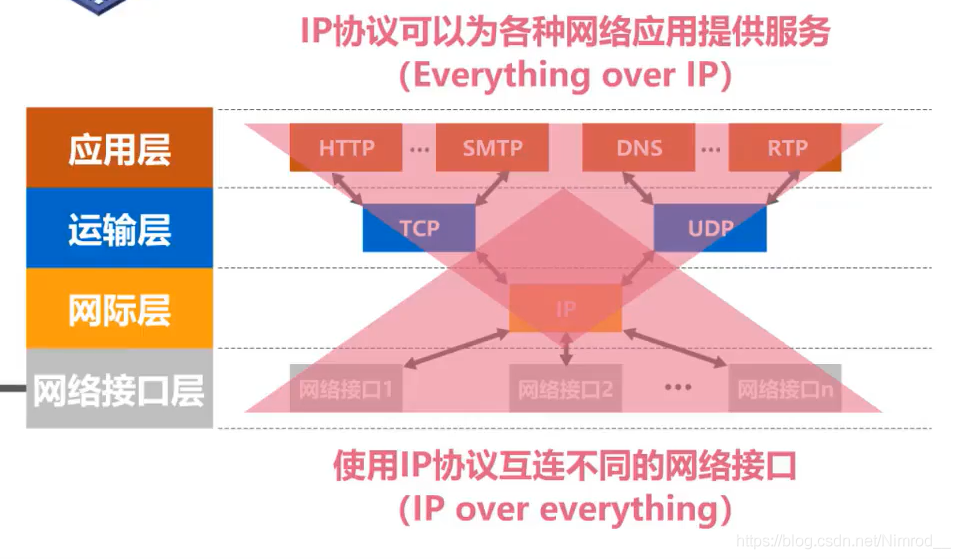 IP协议可以为各种网络应用提供服务
（Everything over IP）
应用层
HTTP ... SMTP DNS ... RTP
运输层
TCP UDP
网际层
IP
网络接口层
网络接口1 网络接口2 ... 网络接口n
使用IP协议互连不同的网络接口
（IP over everything）
https://blog.csdn.net/Nimrod__